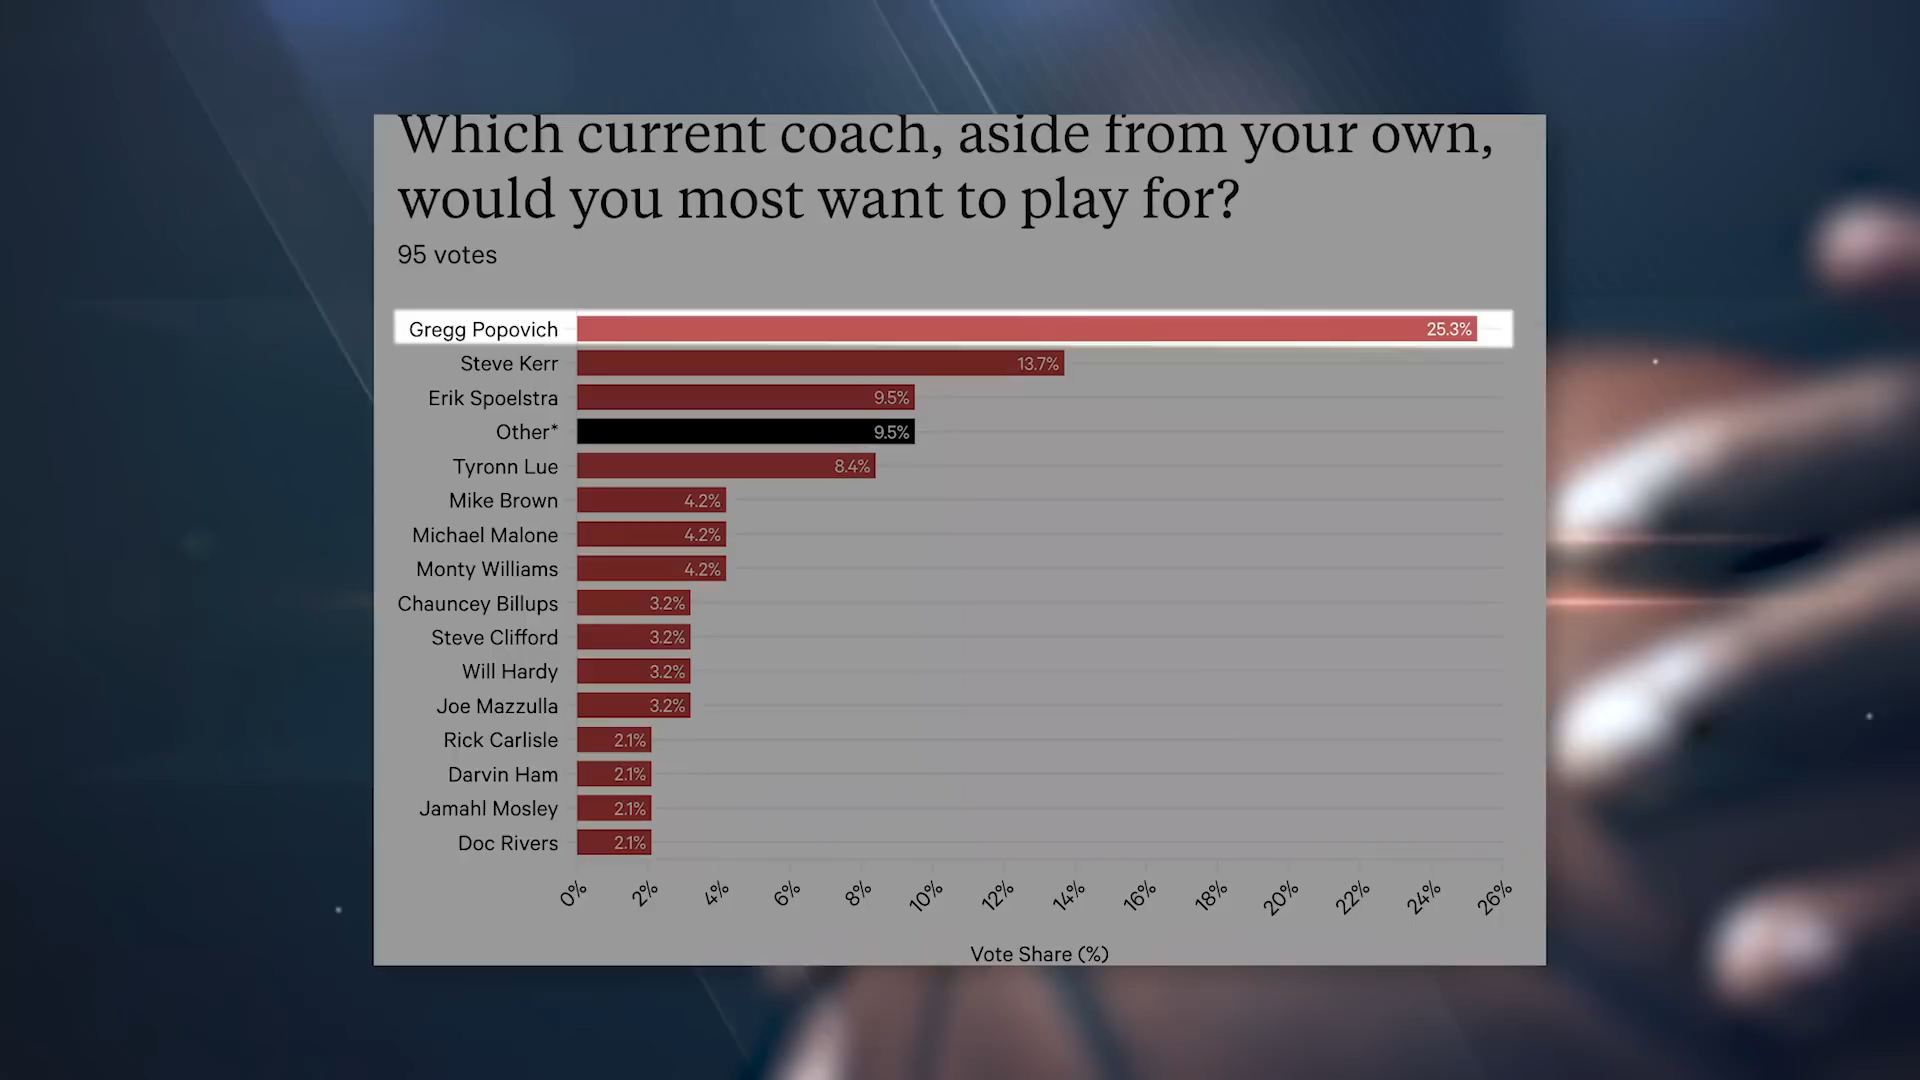 Which current coach, aside from your own,
would you most want to play for?
95 votes
Gregg Popovich 25.3%
Steve Kerr 13.7%
Erik Spoelstra 9.5%
Other* 9.5%
Tyronn Lue 8.4%
Mike Brown 4.2%
Michael Malone 4.2%
Monty Williams 4.2%
Chauncey Billups 3.2%
Steve Clifford 3.2%
Will Hardy 3.2%
Joe Mazzulla 3.2%
Rick Carlisle 2.1%
Darvin Ham 2.1%
Jamahl Mosley 2.1%
Doc Rivers 2.1%
0% 2% 4% 6% 8% 10% 12% 14% 16% 18% 20% 22% 24% 26%
Vote Share (%)